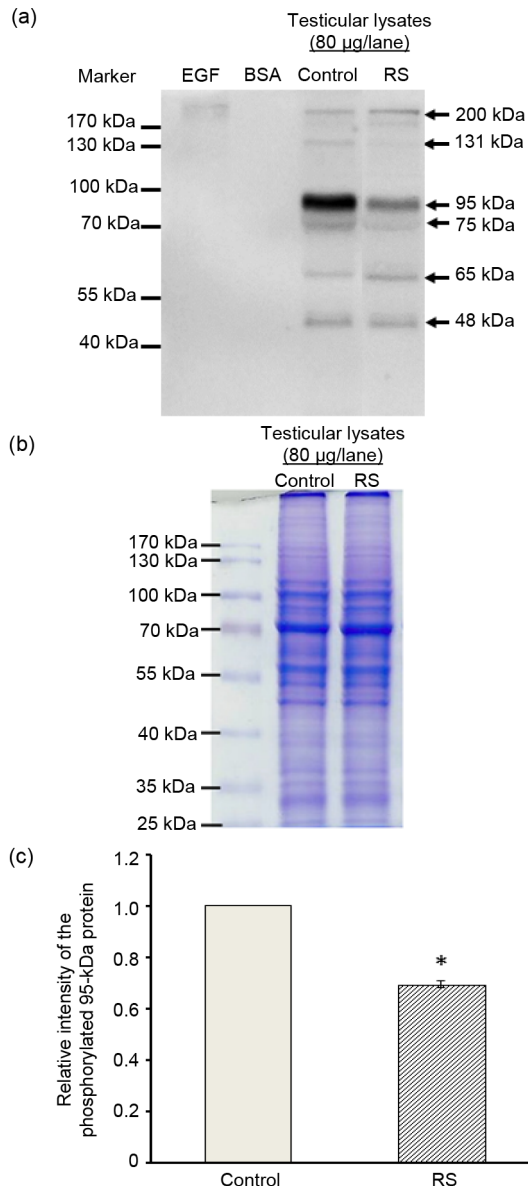 (a)
Testicular lysates
(80 µg/lane)
Marker EGF BSA Control RS
170 kDa
130 kDa
100 kDa
70 kDa
55 kDa
40 kDa
200 kDa
131 kDa
95 kDa
75 kDa
65 kDa
48 kDa
(b)
Testicular lysates
(80 µg/lane)
Control RS
170 kDa
130 kDa
100 kDa
70 kDa
55 kDa
40 kDa
35 kDa
25 kDa
(c)
Relative intensity of the
phosphorylated 95-kDa protein
1.2
1.0
0.8
0.6
0.4
0.2
0
*
Control RS